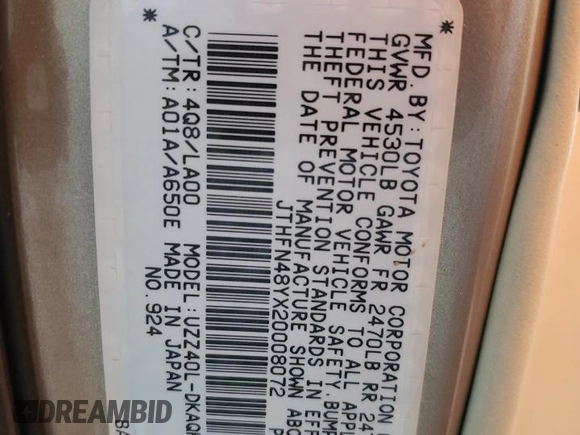 MFD. BY: TOYOTA MOTOR CORPORATION
GVWR 4530LB GAWR FR 2470LB RR
THIS VEHICLE CONFORMS TO ALL
FEDERAL MOTOR VEHICLE SAFETY,
THEFT PREVENTION STANDARDS IN
THE DATE OF MANUFACTURE SHOWN
JTHFN48YX20008072
C/TR: 4Q8/LA00 MODEL: UZZ40L-
A/TM: A01A/A650E MADE IN JAPAN
NO. 924
DREAMBID